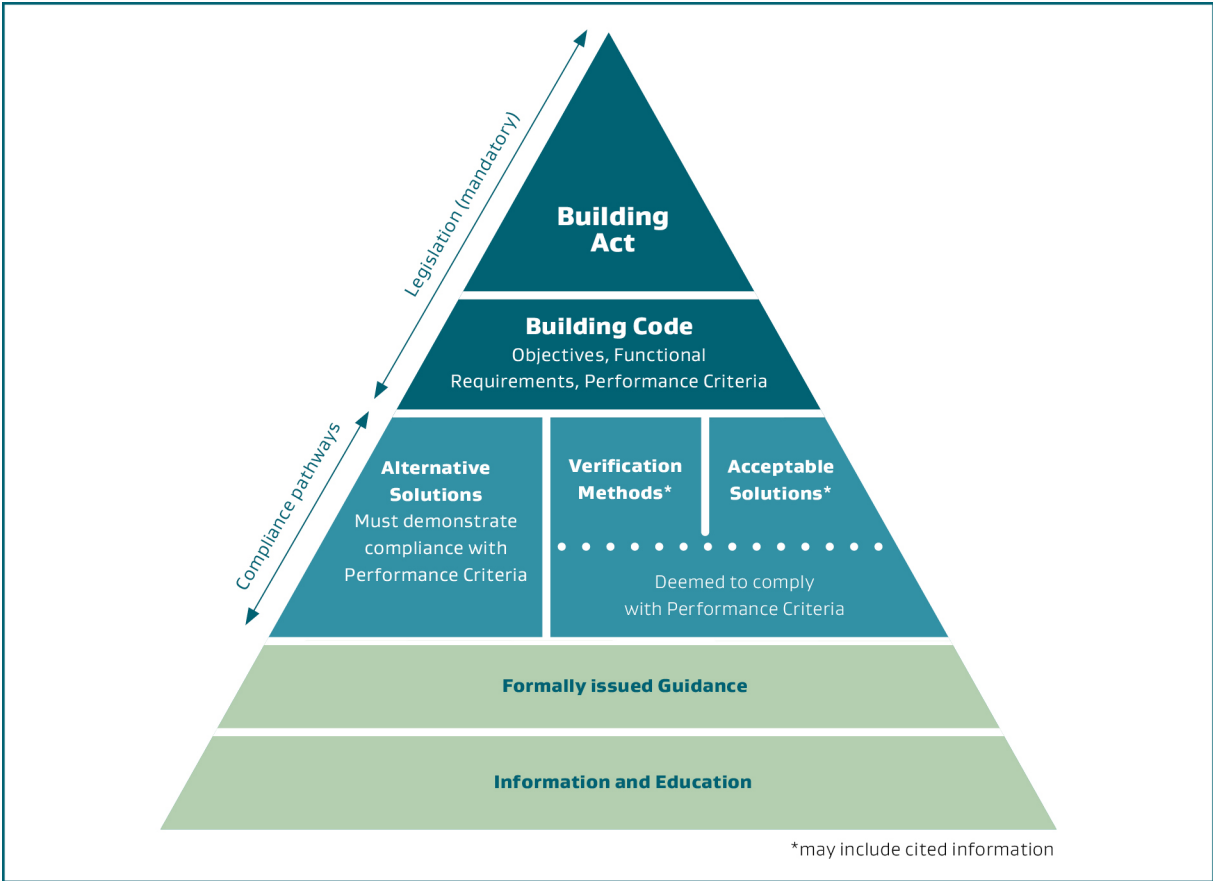 Legislation (mandatory)
Building
Act
Building Code
Objectives, Functional
Requirements, Performance Criteria
Compliance pathways
Alternative
Solutions
Must demonstrate
compliance with
Performance Criteria
Verification
Methods*
Acceptable
Solutions*
Deemed to comply
with Performance Criteria
Formally issued Guidance
Information and Education
*may include cited information